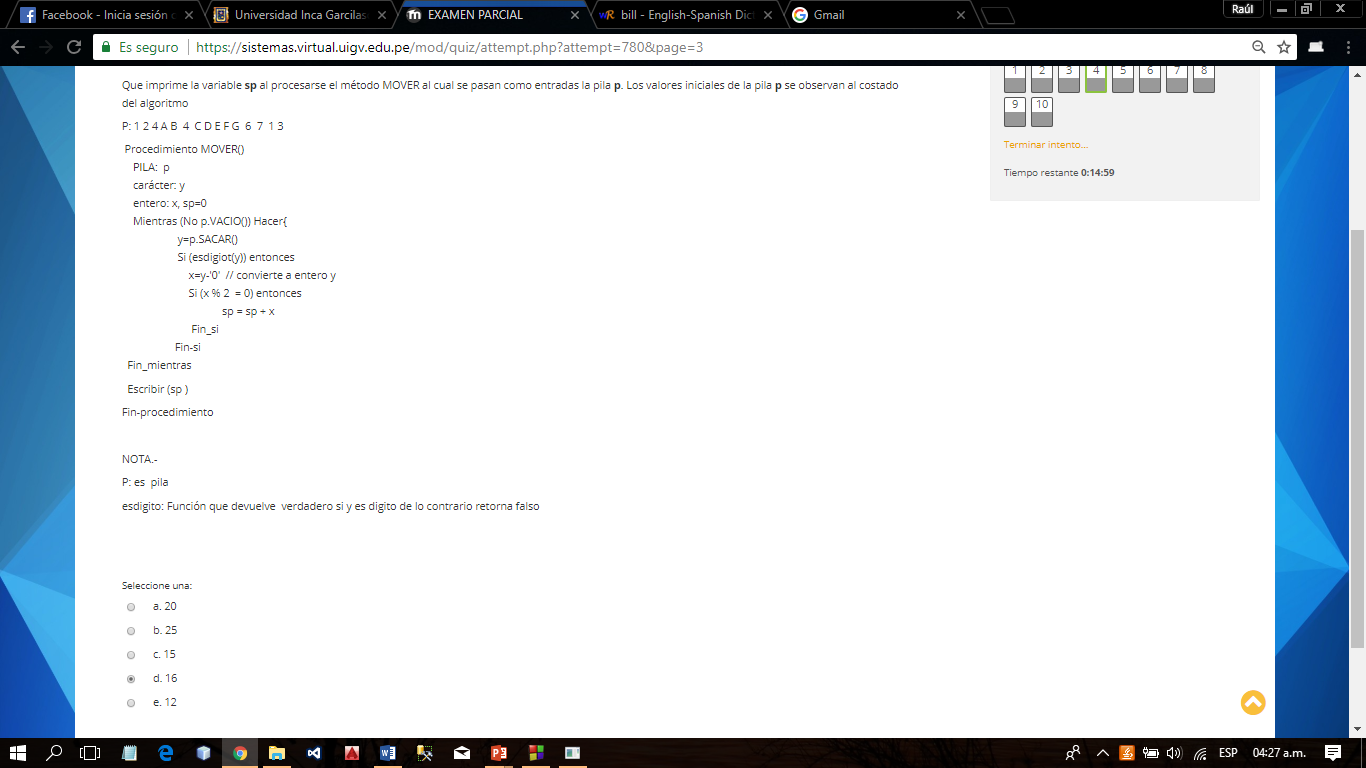 Facebook - Inicia sesión
Universidad Inca Garcilas
EXAMEN PARCIAL
bill - English-Spanish Dic
Gmail
Raúl
Es seguro
https://sistemas.virtual.uigv.edu.pe/mod/quiz/attempt.php?attempt=780&page=3
Que imprime la variable sp al procesarse el método MOVER al cual se pasan como entradas la pila p. Los valores iniciales de la pila p se observan al costado
del algoritmo
P: 1 2 4 A B 4 C D E F G 6 7 1 3
Procedimiento MOVER()
PILA: p
carácter: y
entero: x, sp=0
Mientras (No p.VACIO()) Hacer{
y=p.SACAR()
Si (esdigiot(y)) entonces
x=y-'0' // convierte a entero y
Si (x % 2 = 0) entonces
sp = sp + x
Fin_si
Fin-si
Fin_mientras
Escribir (sp )
Fin-procedimiento
NOTA.-
P: es pila
esdigito: Función que devuelve verdadero si y es digito de lo contrario retorna falso
Seleccione una:
a. 20
b. 25
c. 15
d. 16
e. 12
1 2 3 4 5 6 7 8
9 10
Terminar intento...
Tiempo restante 0:14:59
ESP
04:27 a.m.